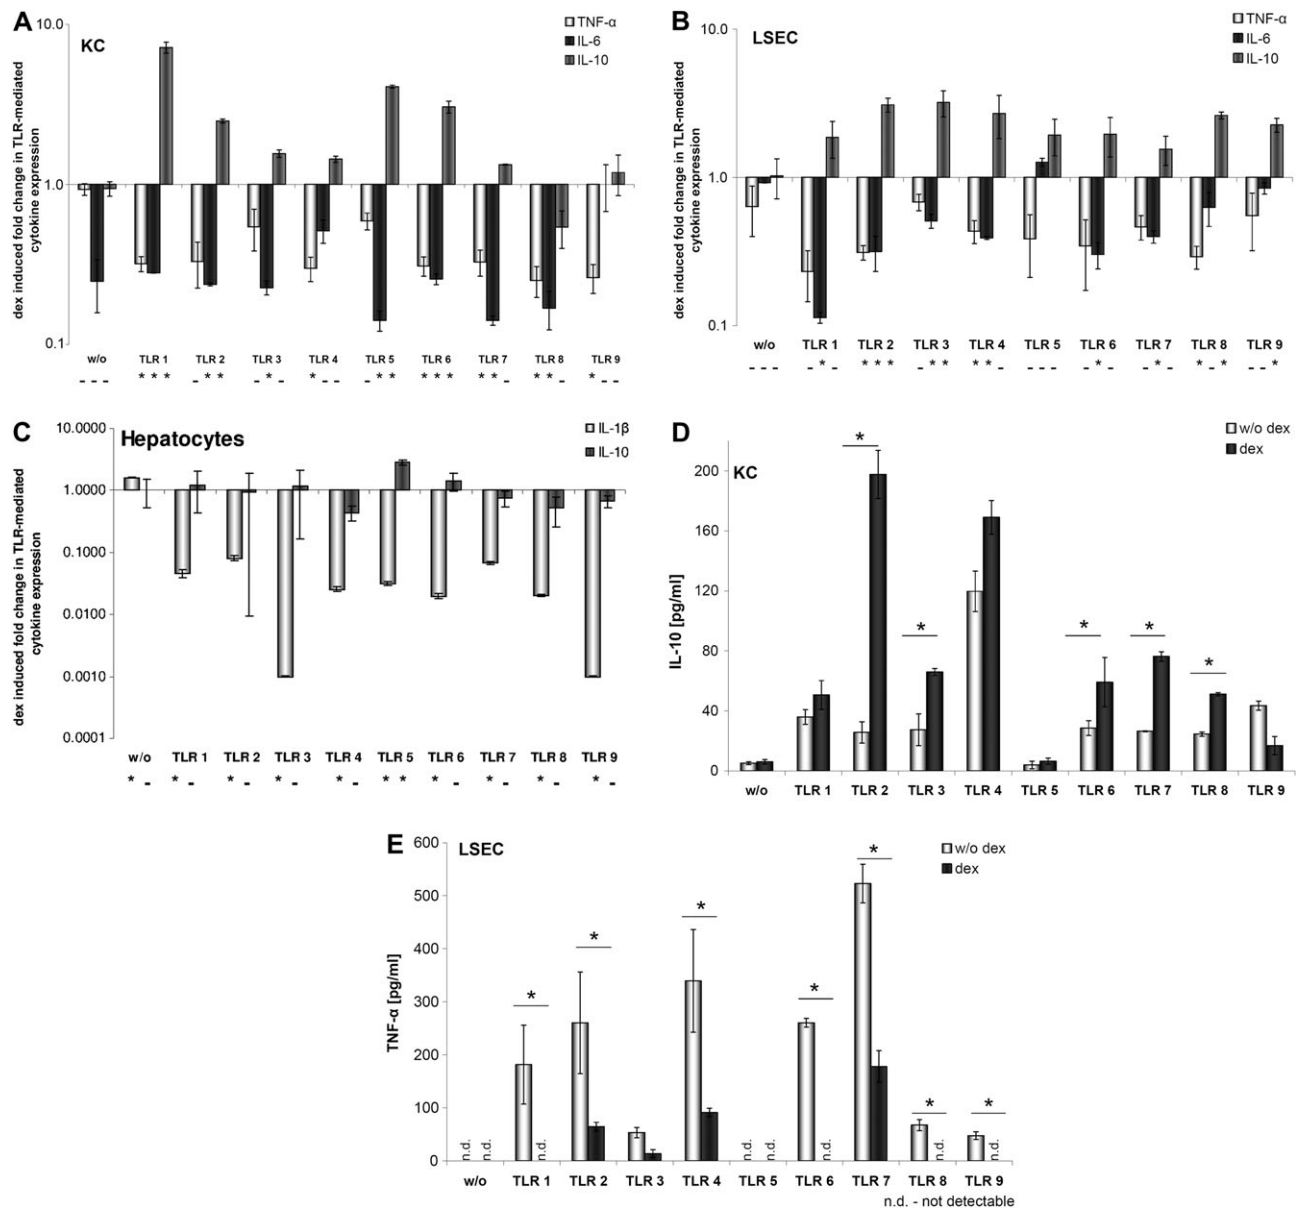 A
10.0
1.0
0.1
dex induced fold change in TLR-mediated
cytokine expression
KC
TNF-α
IL-6
IL-10
w/o TLR 1 TLR 2 TLR 3 TLR 4 TLR 5 TLR 6 TLR 7 TLR 8 TLR 9
- - - * * * - * * - * - * - - - * * * * * * * - * * - * - -
B
10.0
1.0
0.1
dex induced fold change in TLR-mediated
cytokine expression
LSEC
TNF-α
IL-6
IL-10
w/o TLR 1 TLR 2 TLR 3 TLR 4 TLR 5 TLR 6 TLR 7 TLR 8 TLR 9
- - - - * - * * * - * * * * - - - - - * - - * - * - * - - *
C
10.0000
1.0000
0.1000
0.0100
0.0010
0.0001
dex induced fold change in TLR-mediated
cytokine expression
Hepatocytes
IL-1β
IL-10
w/o TLR 1 TLR 2 TLR 3 TLR 4 TLR 5 TLR 6 TLR 7 TLR 8 TLR 9
* - * - * - * - * - * * * - * - * - * -
D
200
160
120
80
40
0
IL-10 [pg/ml]
KC
w/o dex
dex
* * * * *
w/o TLR 1 TLR 2 TLR 3 TLR 4 TLR 5 TLR 6 TLR 7 TLR 8 TLR 9
E
600
500
400
300
200
100
0
TNF-α [pg/ml]
LSEC
w/o dex
dex
* * * * * * *
n.d. n.d. n.d. n.d. n.d. n.d. n.d. n.d.
w/o TLR 1 TLR 2 TLR 3 TLR 4 TLR 5 TLR 6 TLR 7 TLR 8 TLR 9
n.d. - not detectable